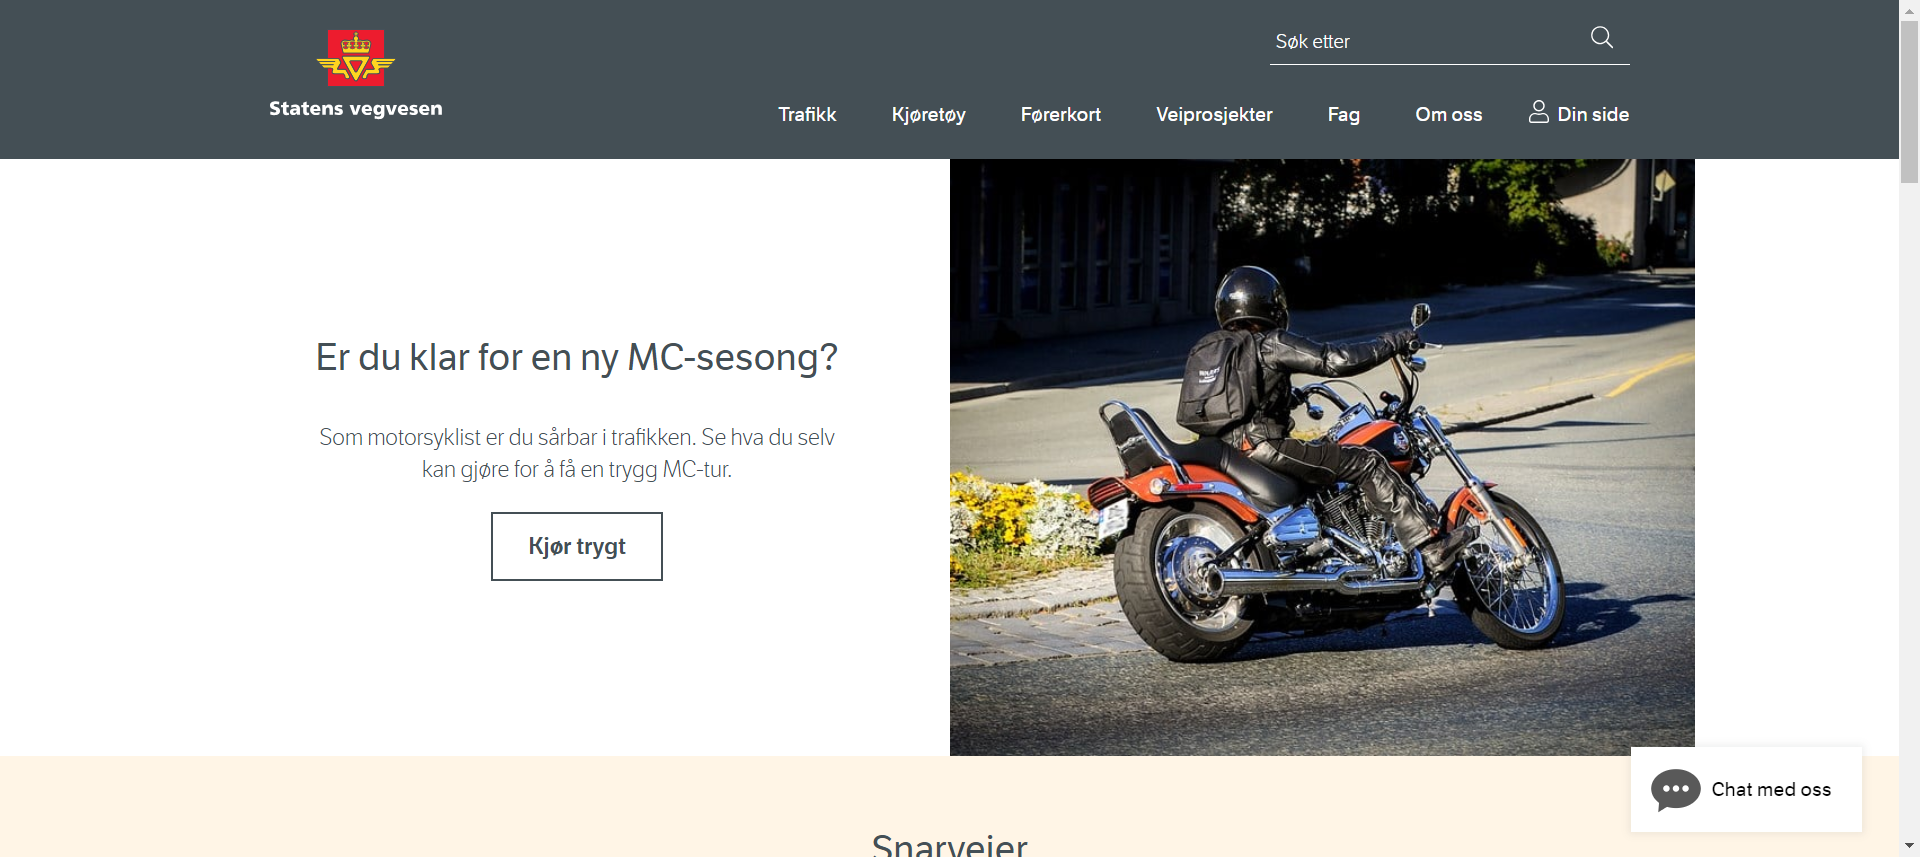 Statens vegvesen
Søk etter
Trafikk
Kjøretøy
Førerkort
Veiprosjekter
Fag
Om oss
Din side
Er du klar for en ny MC-sesong?
Som motorsyklist er du sårbar i trafikken. Se hva du selv
kan gjøre for å få en trygg MC-tur.
Kjør trygt
Chat med oss
Snarveier